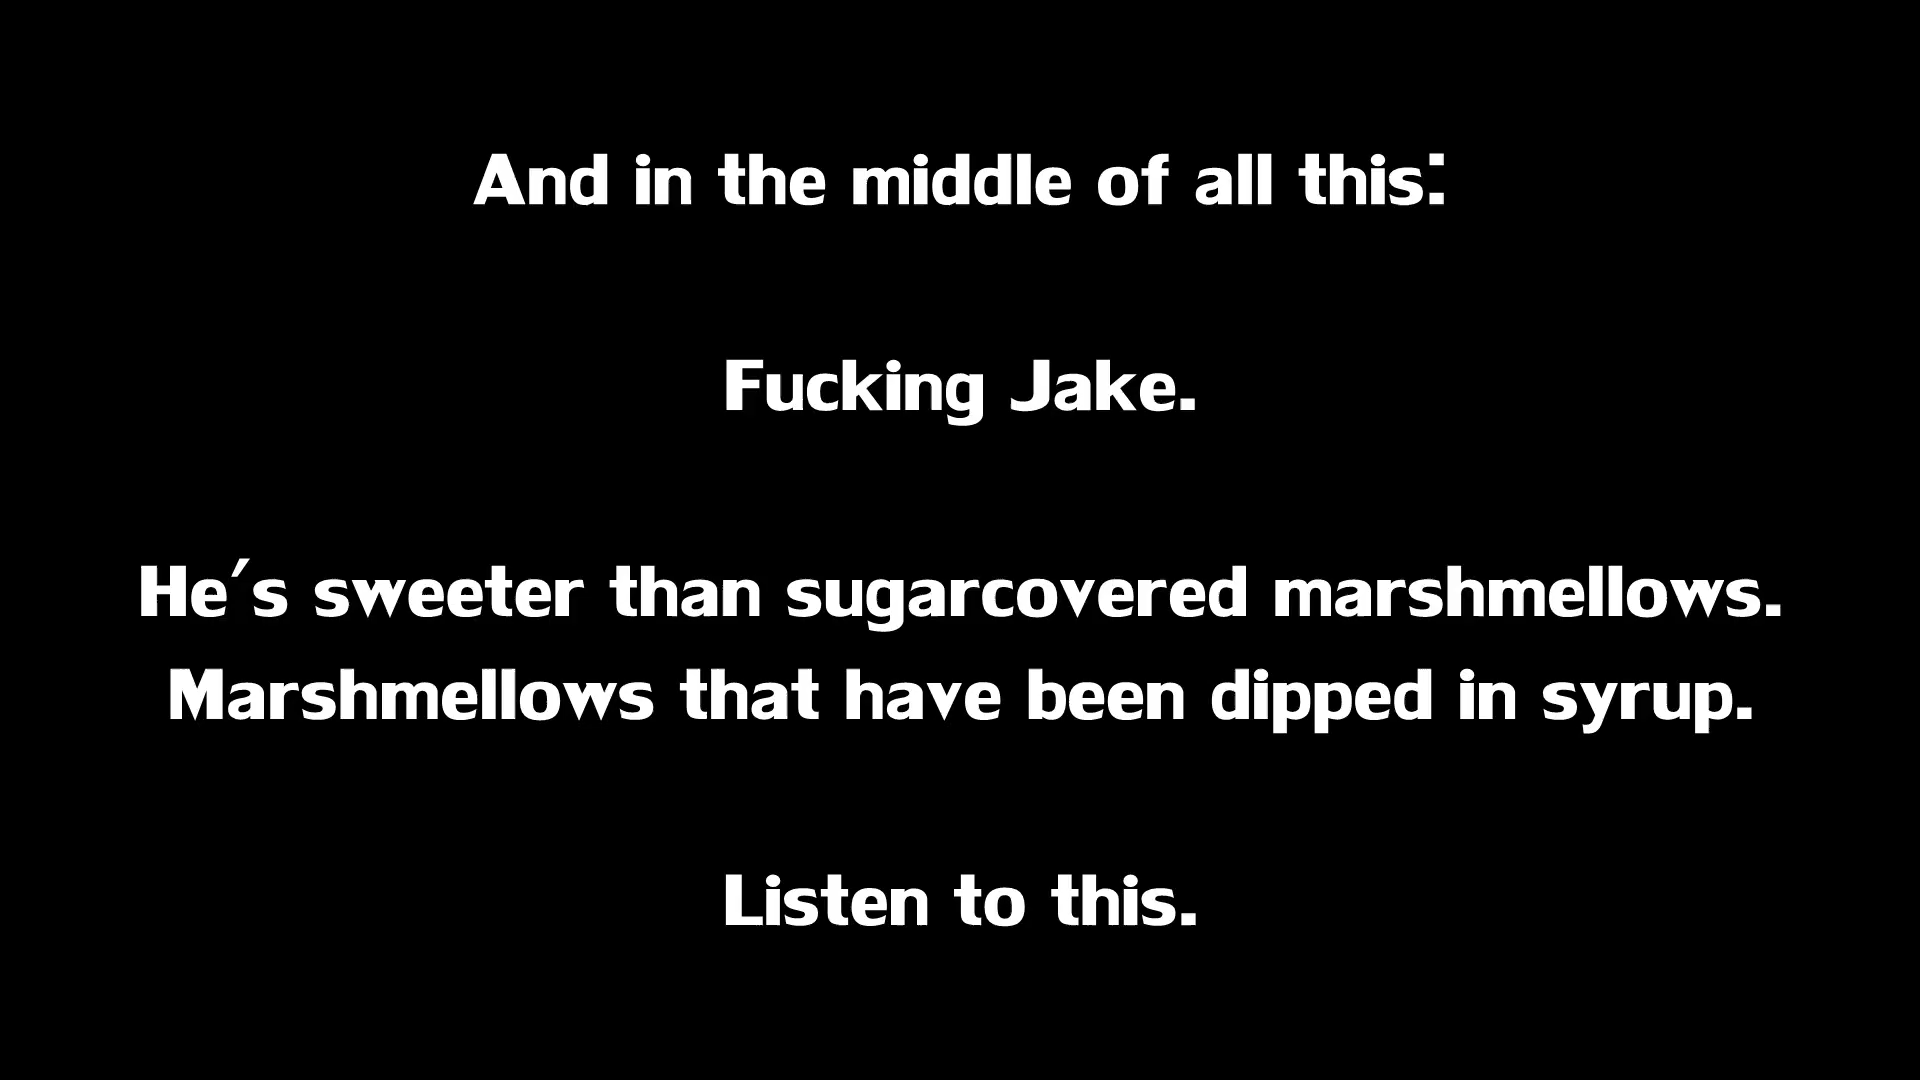 And in the middle of all this:
Fucking Jake.
He's sweeter than sugarcovered marshmellows.
Marshmellows that have been dipped in syrup.
Listen to this.